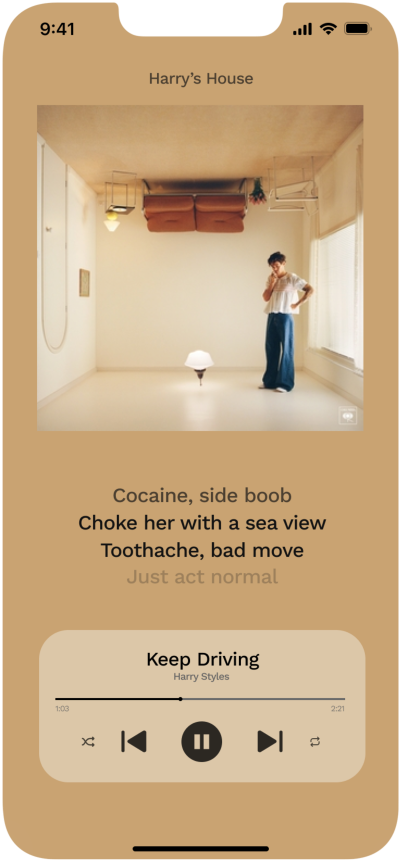 9:41
Harry's House
Cocaine, side boob
Choke her with a sea view
Toothache, bad move
Just act normal
Keep Driving
Harry Styles
1:03 2:21